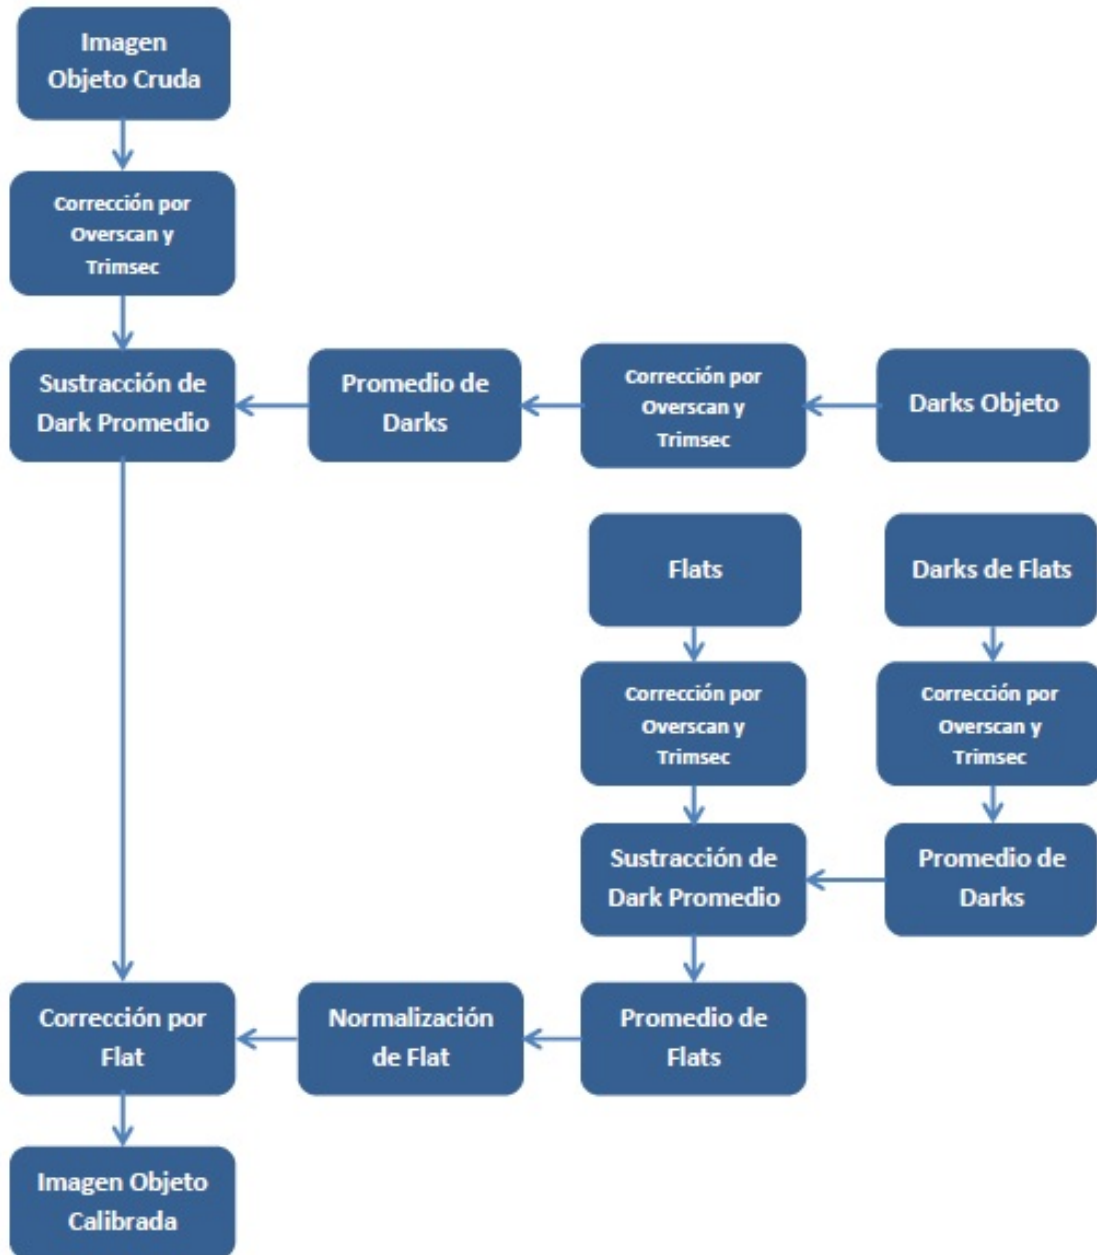 Imagen
Objeto Cruda
Corrección por
Overscan y
Trimsec
Sustracción de
Dark Promedio
Promedio de
Darks
Corrección por
Overscan y
Trimsec
Darks Objeto
Flats
Darks de Flats
Corrección por
Overscan y
Trimsec
Corrección por
Overscan y
Trimsec
Sustracción de
Dark Promedio
Promedio de
Darks
Corrección por
Flat
Normalización
de Flat
Promedio de
Flats
Imagen Objeto
Calibrada